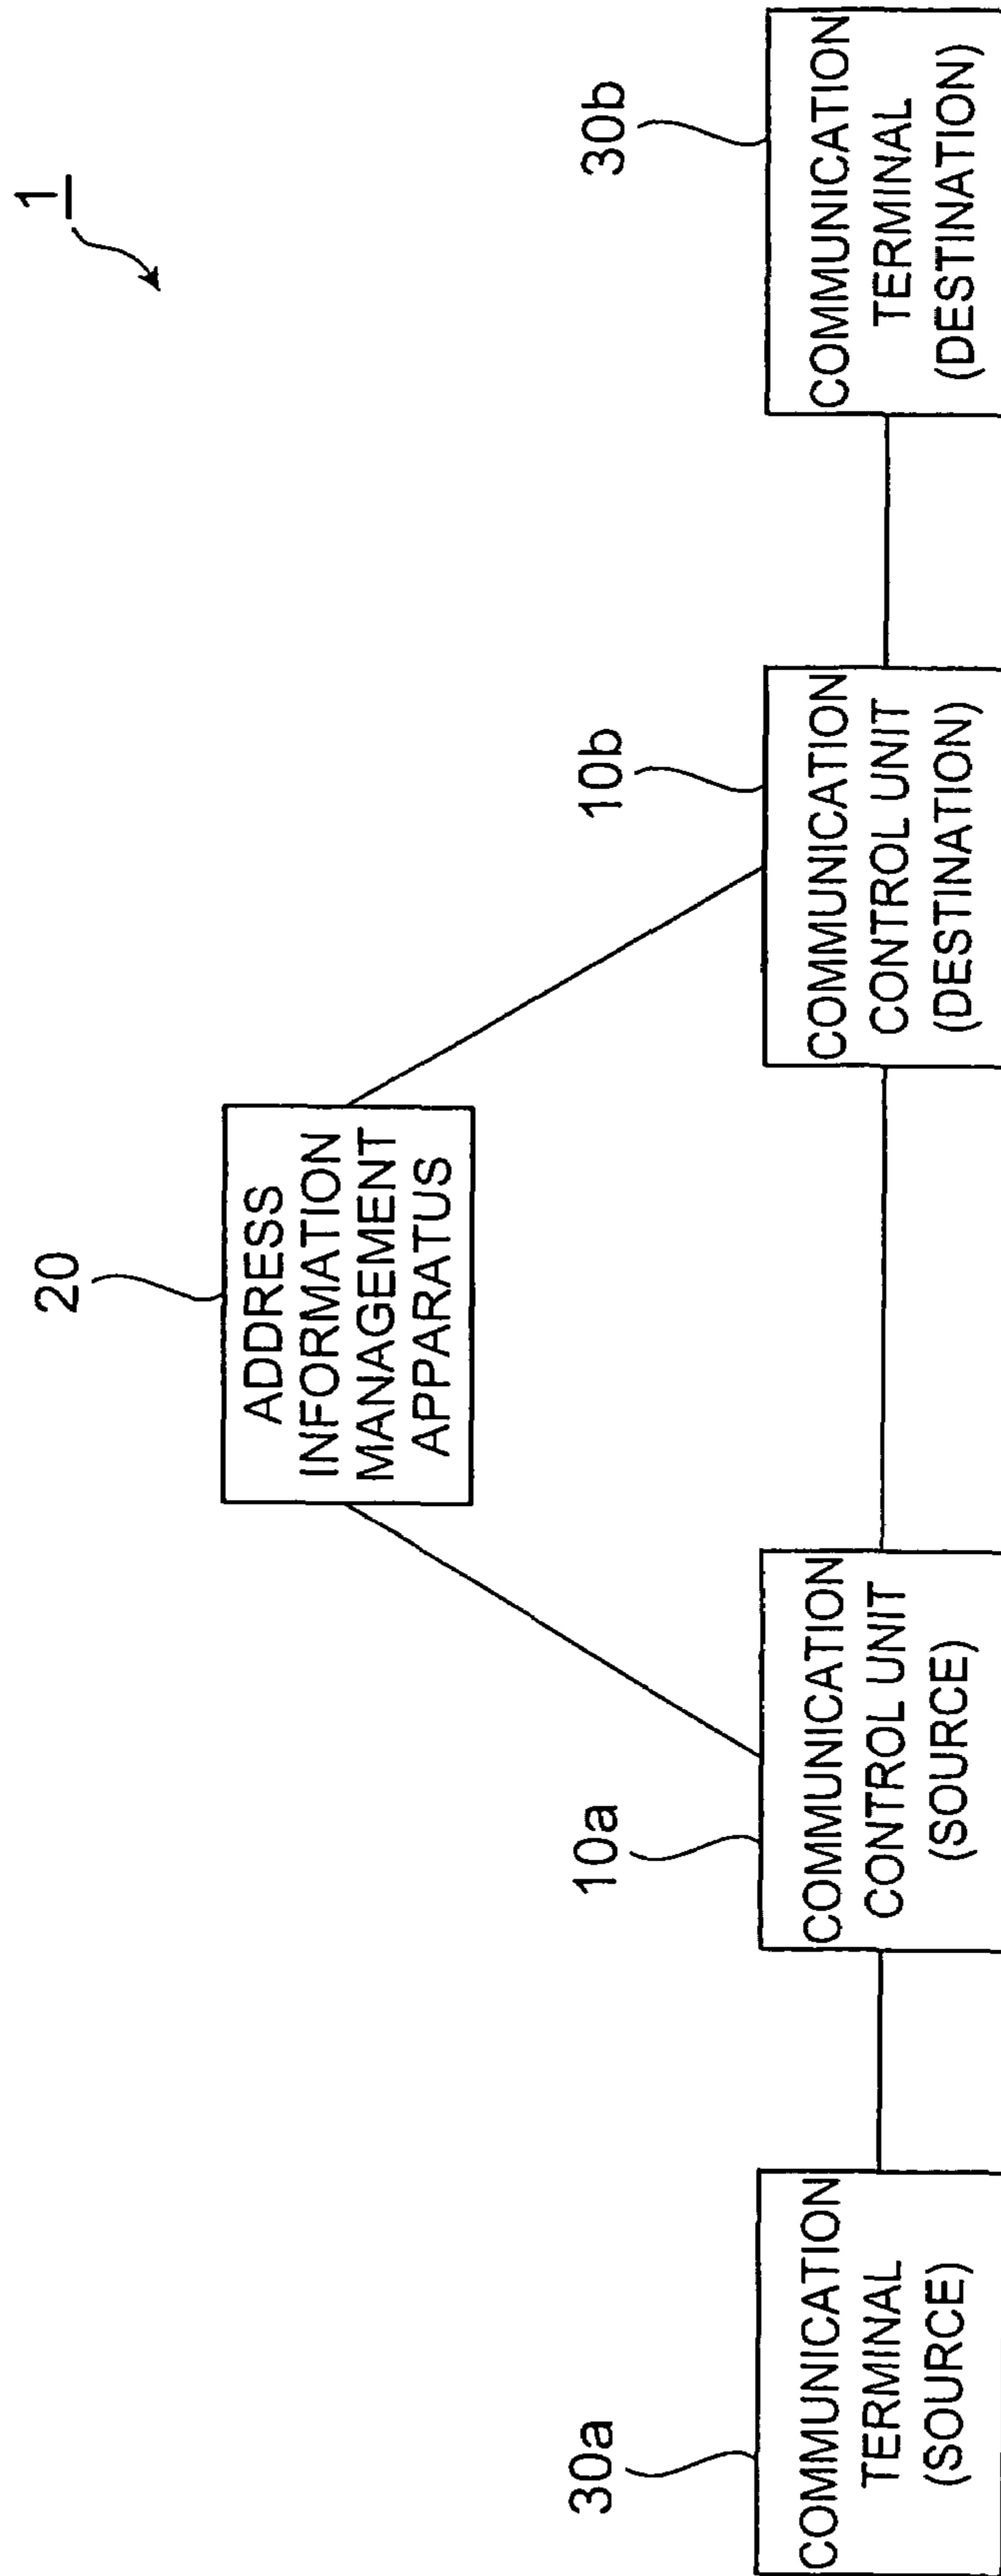 1
20
ADDRESS
INFORMATION
MANAGEMENT
APPARATUS
30a
COMMUNICATION
TERMINAL
(SOURCE)
10a
COMMUNICATION
CONTROL UNIT
(SOURCE)
10b
COMMUNICATION
CONTROL UNIT
(DESTINATION)
30b
COMMUNICATION
TERMINAL
(DESTINATION)